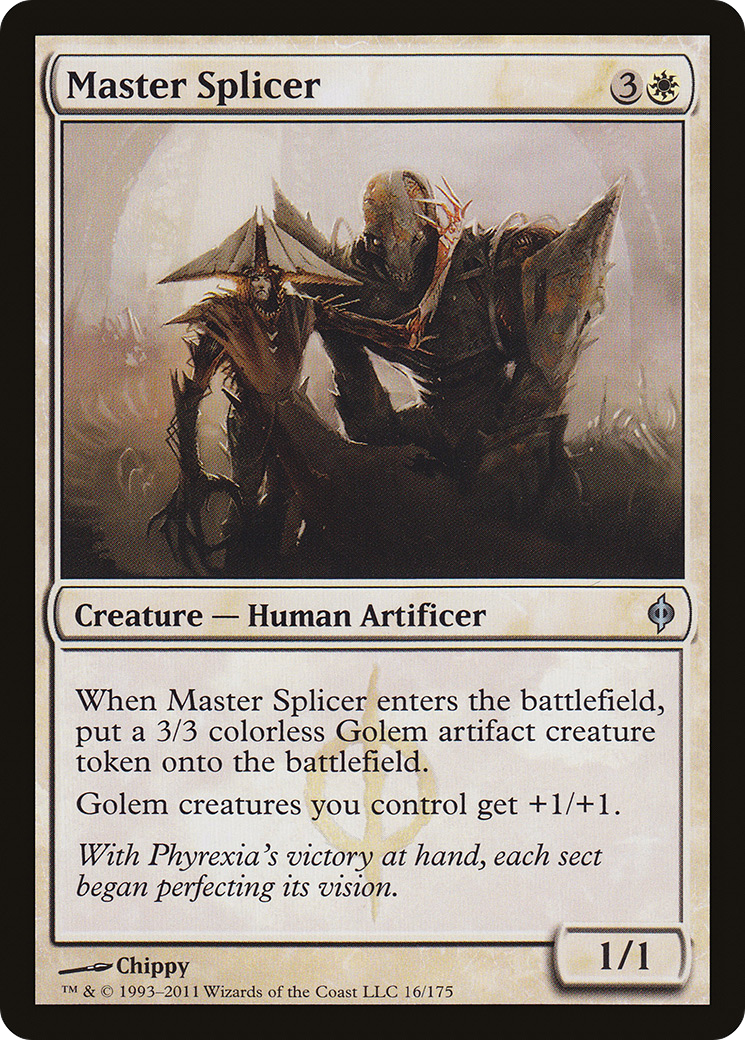 Master Splicer 3
Creature — Human Artificer
When Master Splicer enters the battlefield,
put a 3/3 colorless Golem artifact creature
token onto the battlefield.
Golem creatures you control get +1/+1.
With Phyrexia's victory at hand, each sect
began perfecting its vision.
1/1
Chippy
™ & © 1993–2011 Wizards of the Coast LLC 16/175